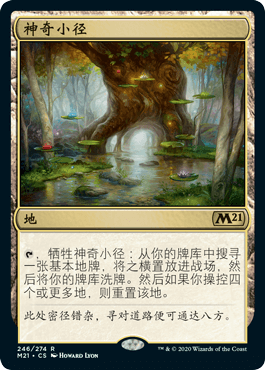 神奇小径
地
M21
，牺牲神奇小径：从你的牌库中搜寻
一张基本地牌，将之横置放进战场，然
后将你的牌库洗牌。然后如果你操控四
个或更多地，则重置该地。
此处密径错杂，寻对道路便可通达八方。
246/274 R
M21 • CS Howard Lyon
™ & © 2020 Wizards of the Coast